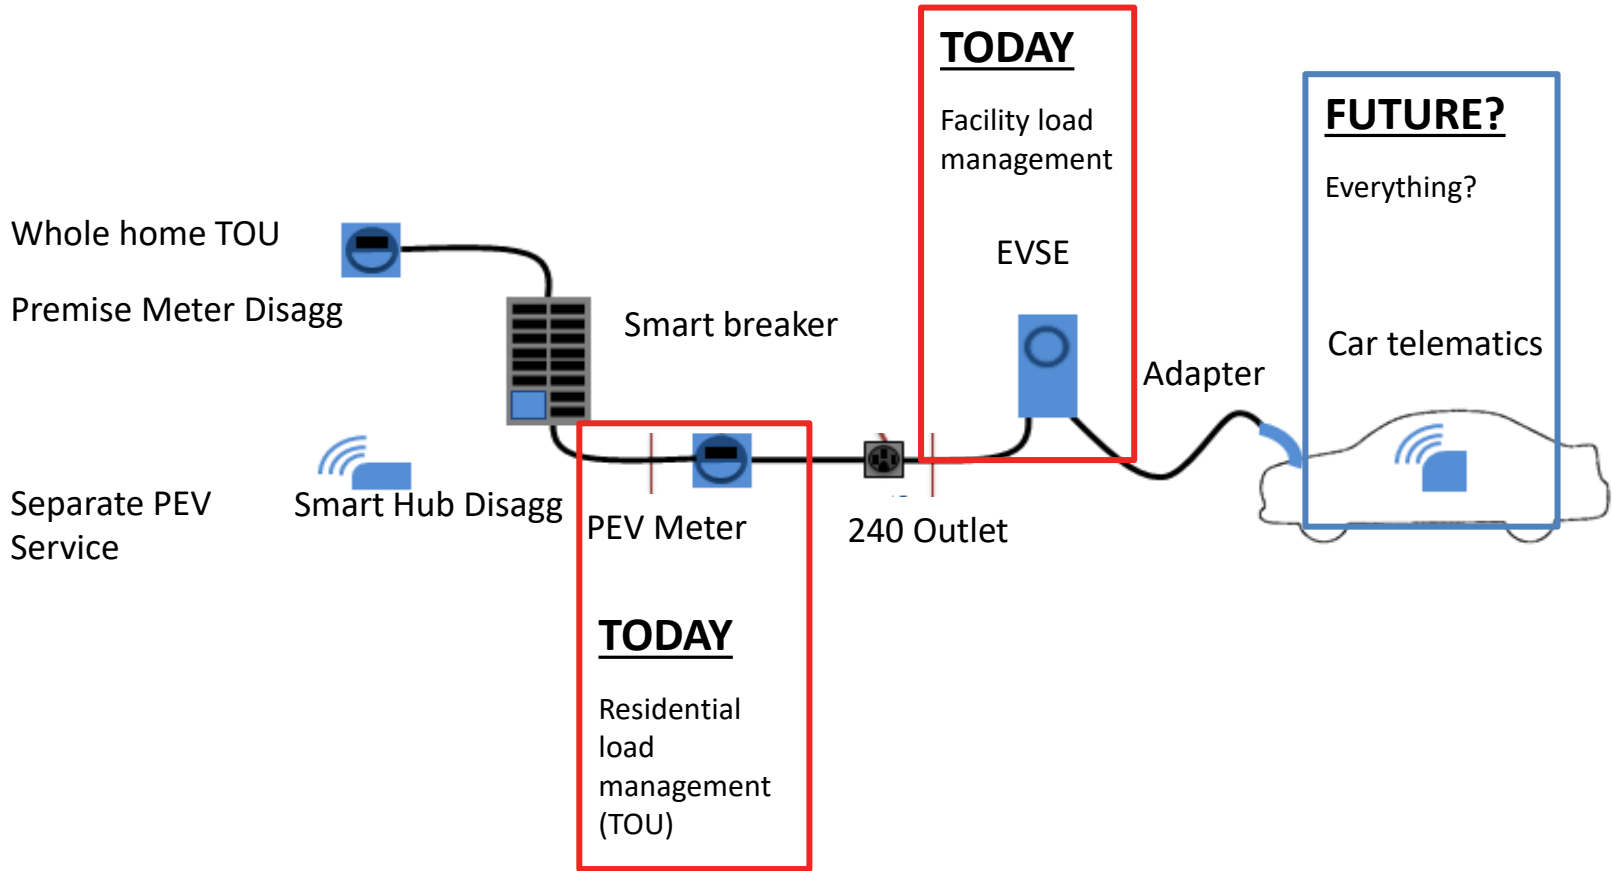 TODAY
Facility load
management
EVSE
FUTURE?
Everything?
Car telematics
Whole home TOU
Premise Meter Disagg
Smart breaker
Adapter
Separate PEV
Service
Smart Hub Disagg
PEV Meter
240 Outlet
TODAY
Residential
load
management
(TOU)